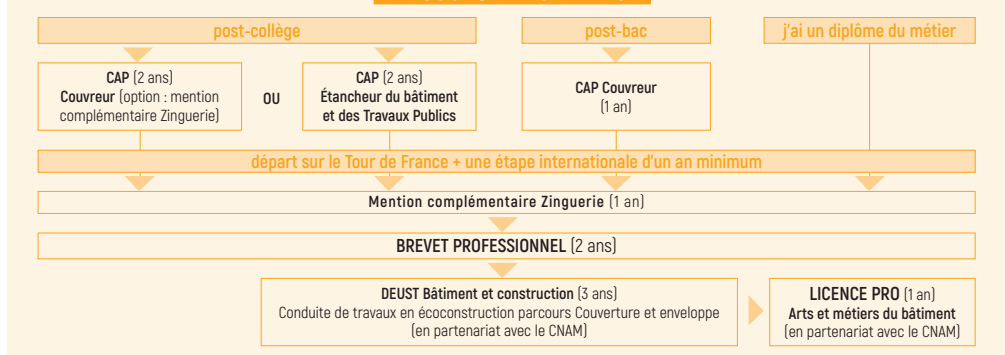 post-collège
post-bac
j'ai un diplôme du métier
CAP (2 ans)
Couvreur (option : mention
complémentaire Zinguerie)
OU
CAP (2 ans)
Étancheur du bâtiment
et des Travaux Publics
CAP Couvreur
(1 an)
départ sur le Tour de France + une étape internationale d'un an minimum
Mention complémentaire Zinguerie (1 an)
BREVET PROFESSIONNEL (2 ans)
DEUST Bâtiment et construction (3 ans)
Conduite de travaux en écoconstruction parcours Couverture et enveloppe
(en partenariat avec le CNAM)
LICENCE PRO (1 an)
Arts et métiers du bâtiment
(en partenariat avec le CNAM)